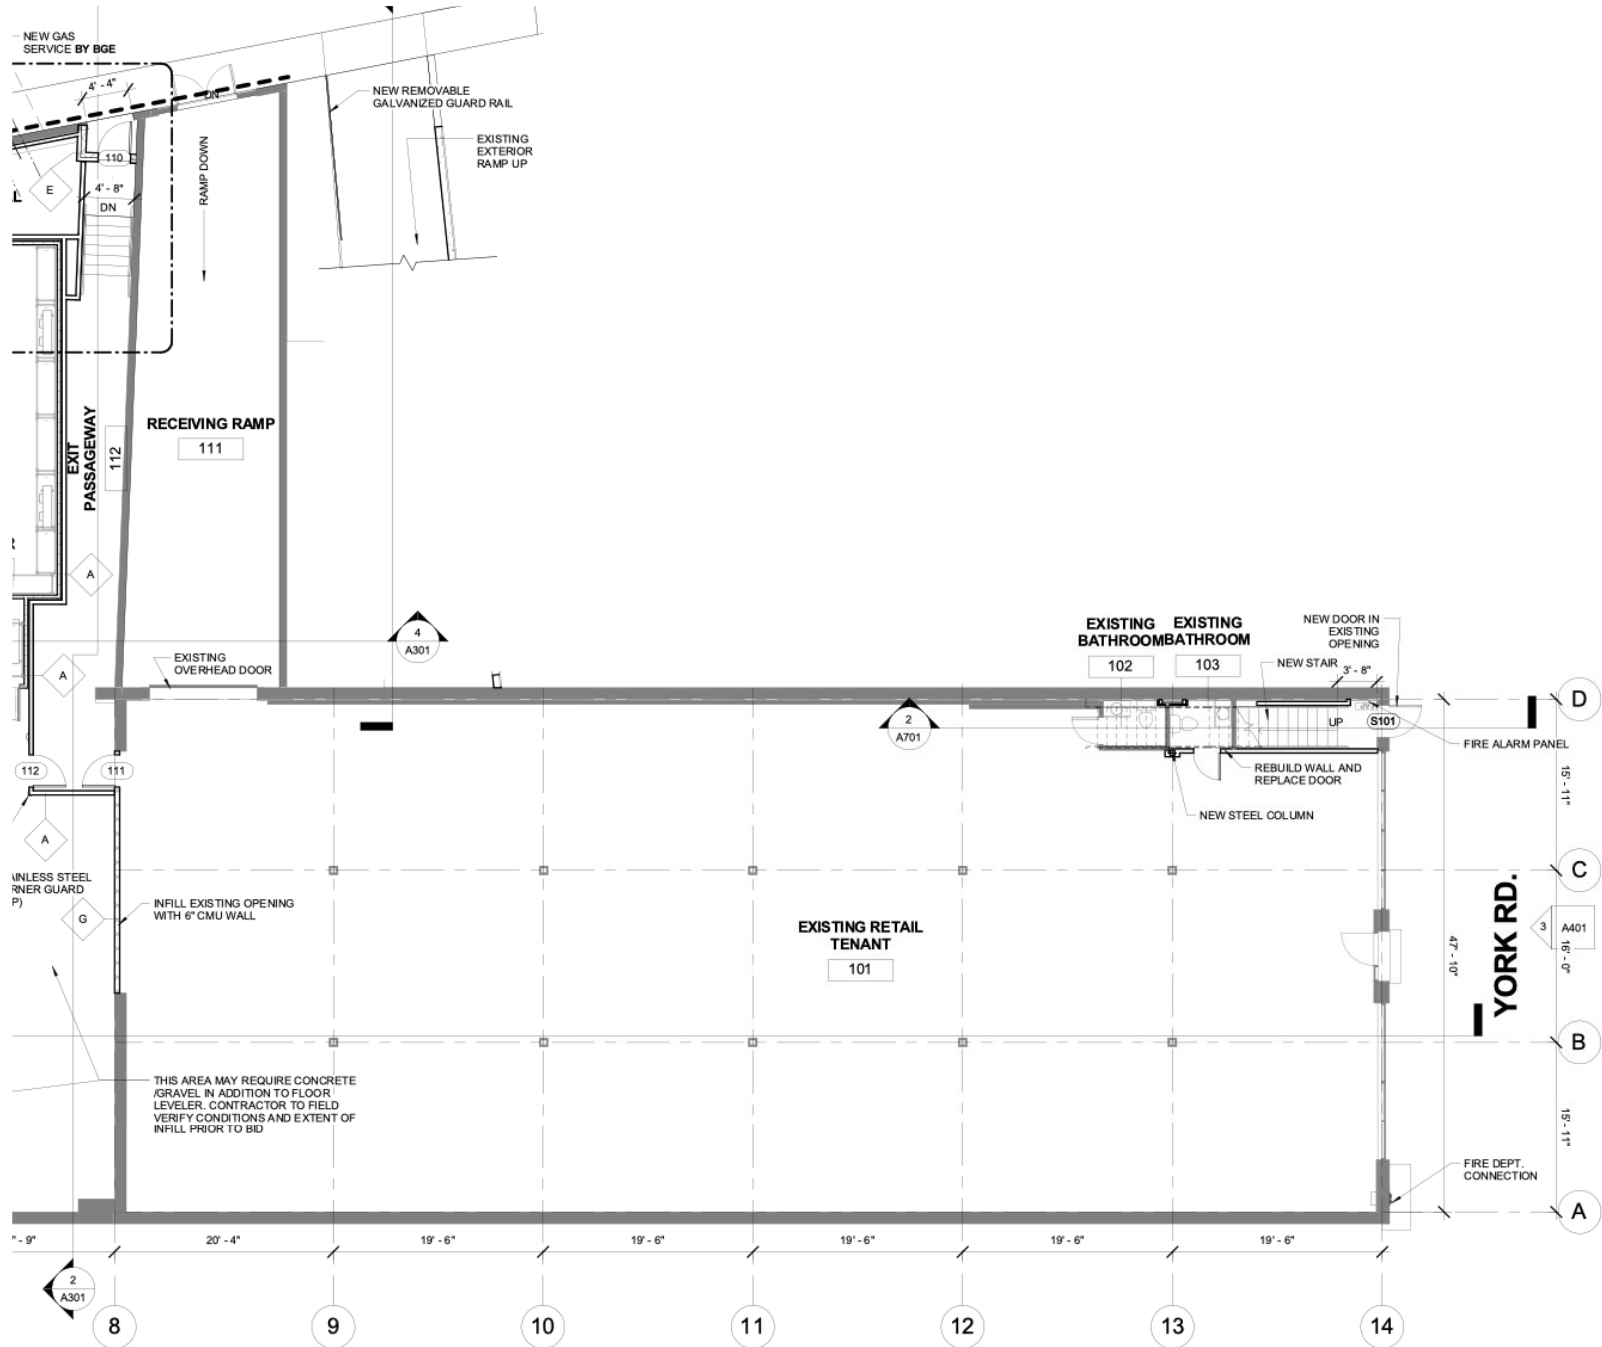 NEW GAS
SERVICE BY BGE
4' - 4"
DN
NEW REMOVABLE
GALVANIZED GUARD RAIL
EXISTING
EXTERIOR
RAMP UP
110
E
4' - 8"
DN
RAMP DOWN
RECEIVING RAMP
111
EXIT
PASSAGEWAY
112
A
4
A301
EXISTING
OVERHEAD DOOR
A
EXISTING
BATHROOM
102
EXISTING
BATHROOM
103
NEW DOOR IN
EXISTING
OPENING
NEW STAIR
3' - 8"
D
2
A701
UP
S101
FIRE ALARM PANEL
112
111
REBUILD WALL AND
REPLACE DOOR
15' - 11"
NEW STEEL COLUMN
A
C
AINLESS STEEL
RNER GUARD
P)
G
INFILL EXISTING OPENING
WITH 6" CMU WALL
EXISTING RETAIL
TENANT
101
47' - 10"
YORK RD.
3
A401
16' - 0"
B
THIS AREA MAY REQUIRE CONCRETE
/GRAVEL IN ADDITION TO FLOOR
LEVELER. CONTRACTOR TO FIELD
VERIFY CONDITIONS AND EXTENT OF
INFILL PRIOR TO BID
15' - 11"
FIRE DEPT.
CONNECTION
A
' - 9"
20' - 4"
19' - 6"
19' - 6"
19' - 6"
19' - 6"
19' - 6"
2
A301
8
9
10
11
12
13
14